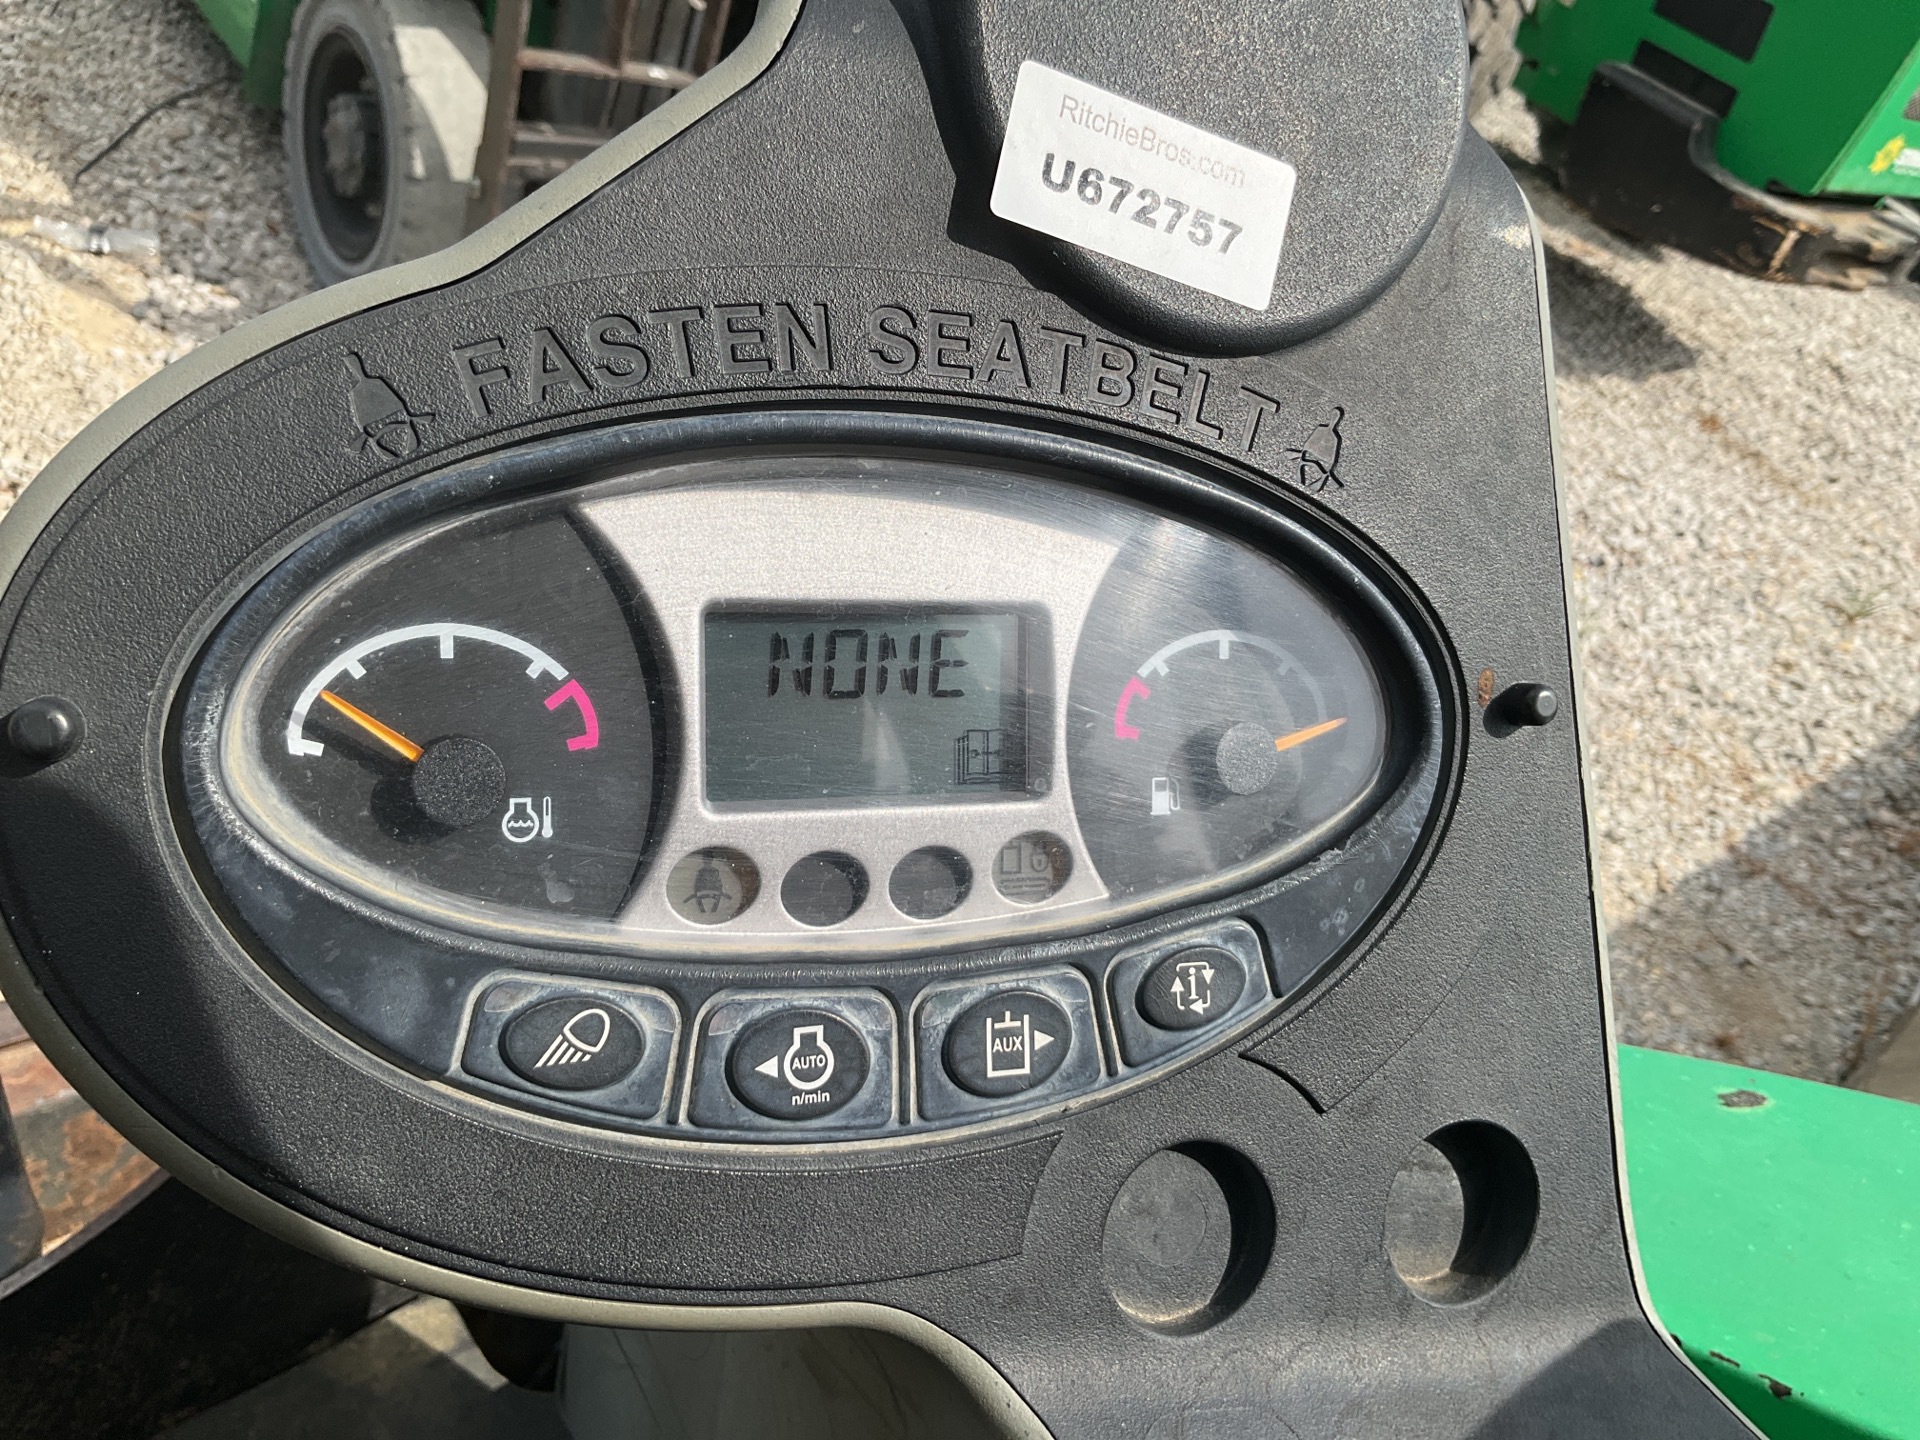 RitchieBros.com
U672757
FASTEN SEATBELT
NONE
AUTO
n/min
AUX
i